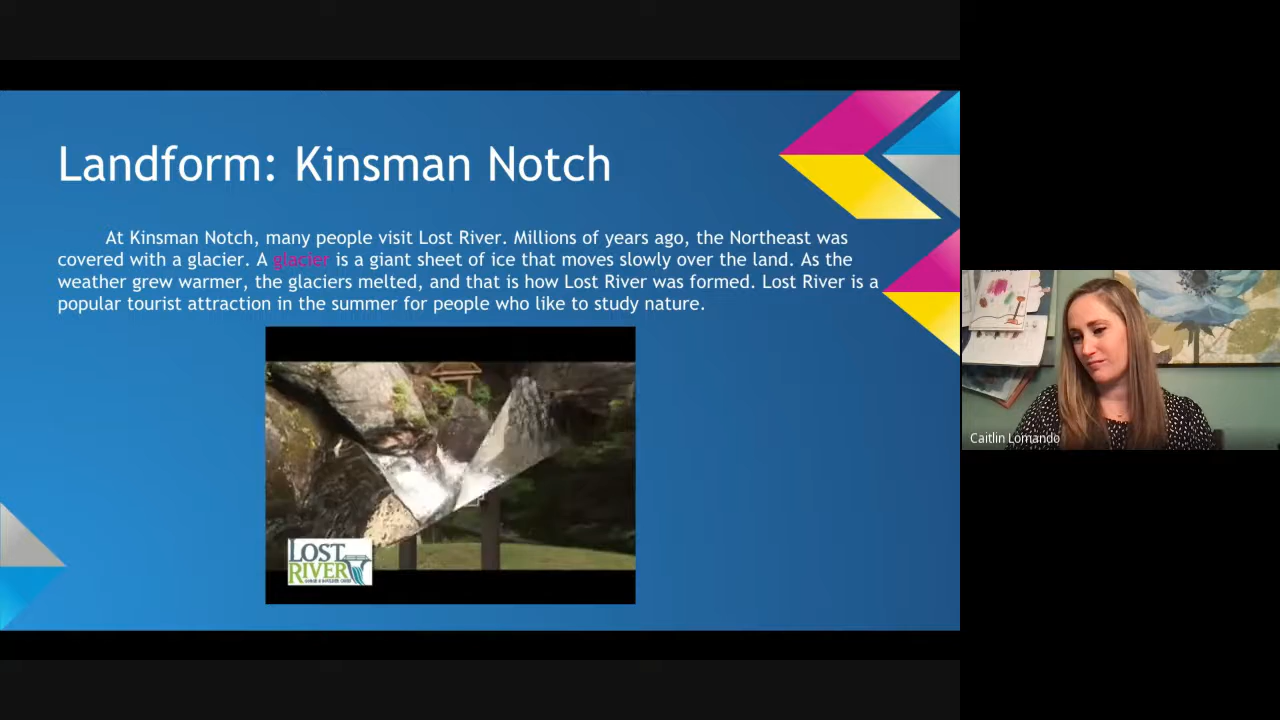 Landform: Kinsman Notch
At Kinsman Notch, many people visit Lost River. Millions of years ago, the Northeast was
covered with a glacier. A glacier is a giant sheet of ice that moves slowly over the land. As the
weather grew warmer, the glaciers melted, and that is how Lost River was formed. Lost River is a
popular tourist attraction in the summer for people who like to study nature.
LOST
RIVER
Caitlin Lomando